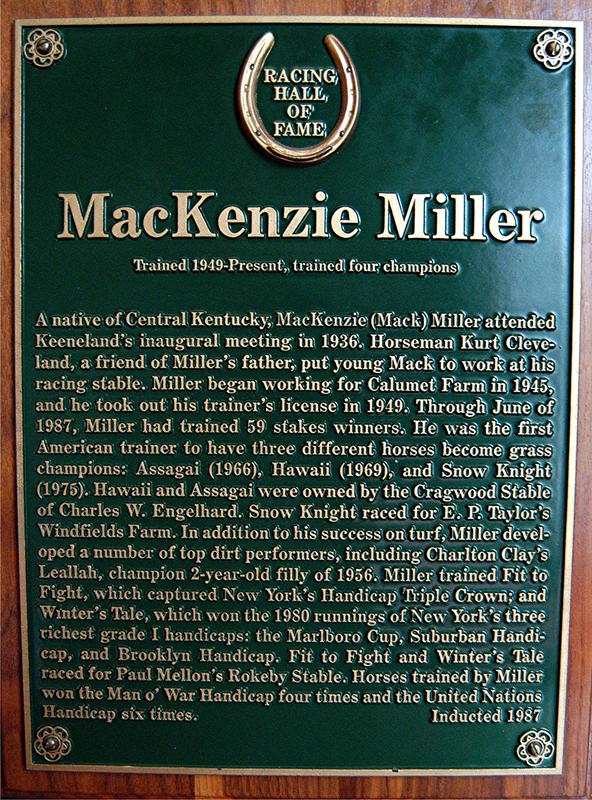 RACING
HALL
OF
FAME
MacKenzie Miller
Trained 1949-Present, trained four champions
A native of Central Kentucky, MacKenzie (Mack) Miller attended
Keeneland's inaugural meeting in 1936. Horseman Kurt Cleve-
land, a friend of Miller's father, put young Mack to work at his
racing stable. Miller began working for Calumet Farm in 1945,
and he took out his trainer's license in 1949. Through June of
1987, Miller had trained 59 stakes winners. He was the first
American trainer to have three different horses become grass
champions: Assagai (1966), Hawaii (1969), and Snow Knight
(1975). Hawaii and Assagai were owned by the Cragwood Stable
of Charles W. Engelhard. Snow Knight raced for E. P. Taylor's
Windfields Farm. In addition to his success on turf, Miller devel-
oped a number of top dirt performers, including Charlton Clay's
Leallah, champion 2-year-old filly of 1956. Miller trained Fit to
Fight, which captured New York's Handicap Triple Crown; and
Winter's Tale, which won the 1980 runnings of New York's three
richest grade I handicaps: the Marlboro Cup, Suburban Handi-
cap, and Brooklyn Handicap. Fit to Fight and Winter's Tale
raced for Paul Mellon's Rokeby Stable. Horses trained by Miller
won the Man o' War Handicap four times and the United Nations
Handicap six times. Inducted 1987